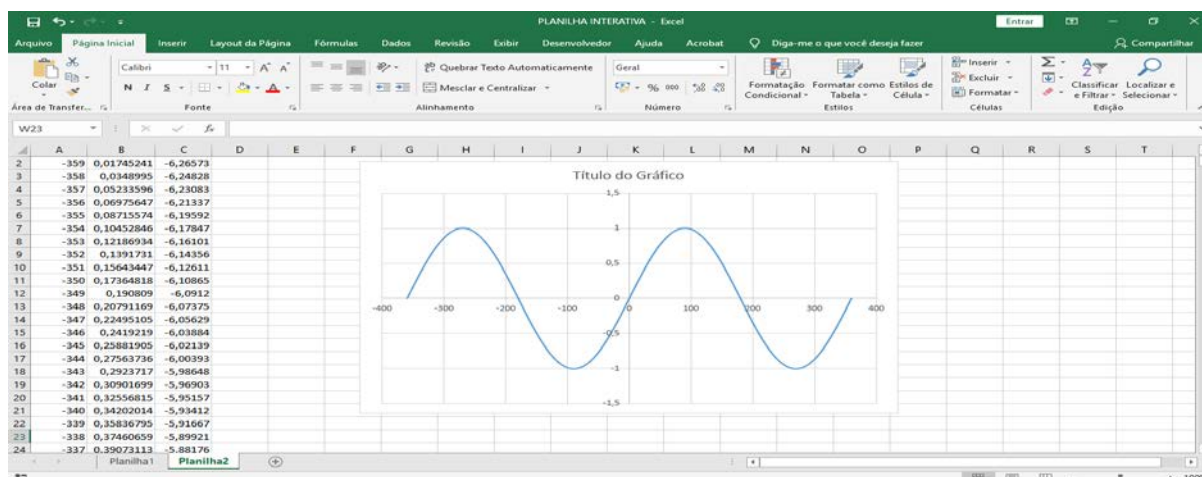 PLANILHA INTERATIVA - Excel
Entrar
Arquivo Página Inicial Inserir Layout da Página Fórmulas Dados Revisão Exibir Desenvolvedor Ajuda Acrobat Diga-me o que você deseja fazer Compartilhar
Colar
Calibri 11
N I S
Quebrar Texto Automaticamente
Mesclar e Centralizar
Geral
% 000
Formatação Condicional
Formatar como Tabela
Estilos de Célula
Inserir
Excluir
Formatar
Classificar e Filtrar
Localizar e Selecionar
Área de Transfer... Fonte Alinhamento Número Estilos Células Edição
W23 fx
A B C D E F G H I J K L M N O P Q R S T
2 -359 0,01745241 -6,26573
3 -358 0,0348995 -6,24828
4 -357 0,05233596 -6,23083
5 -356 0,06975647 -6,21337
6 -355 0,08715574 -6,19592
7 -354 0,10452846 -6,17847
8 -353 0,12186934 -6,16101
9 -352 0,1391731 -6,14356
10 -351 0,15643447 -6,12611
11 -350 0,17364818 -6,10865
12 -349 0,190809 -6,0912
13 -348 0,20791169 -6,07375
14 -347 0,22495105 -6,05629
15 -346 0,2419219 -6,03884
16 -345 0,25881905 -6,02139
17 -344 0,27563736 -6,00393
18 -343 0,2923717 -5,98648
19 -342 0,30901699 -5,96903
20 -341 0,32556815 -5,95157
21 -340 0,34202014 -5,93412
22 -339 0,35836795 -5,91667
23 -338 0,37460659 -5,89921
24 -337 0,39073113 -5,88176
Título do Gráfico
1,5
1
0,5
0
-400 -300 -200 -100 0 100 200 300 400
-0,5
-1
-1,5
Planilha1 Planilha2